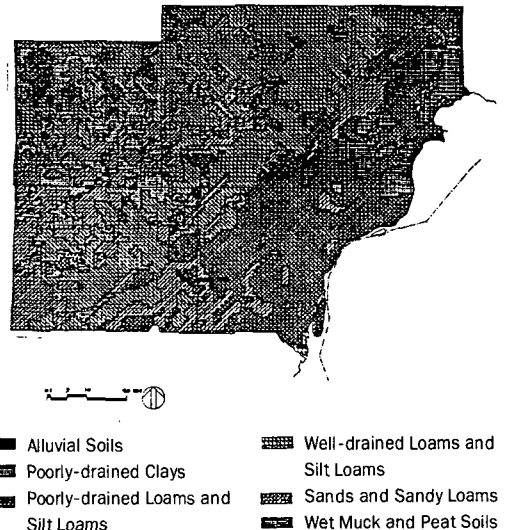 Alluvial Soils
Poorly-drained Clays
Poorly-drained Loams and
Silt Loams
Well-drained Loams and
Silt Loams
Sands and Sandy Loams
Wet Muck and Peat Soils